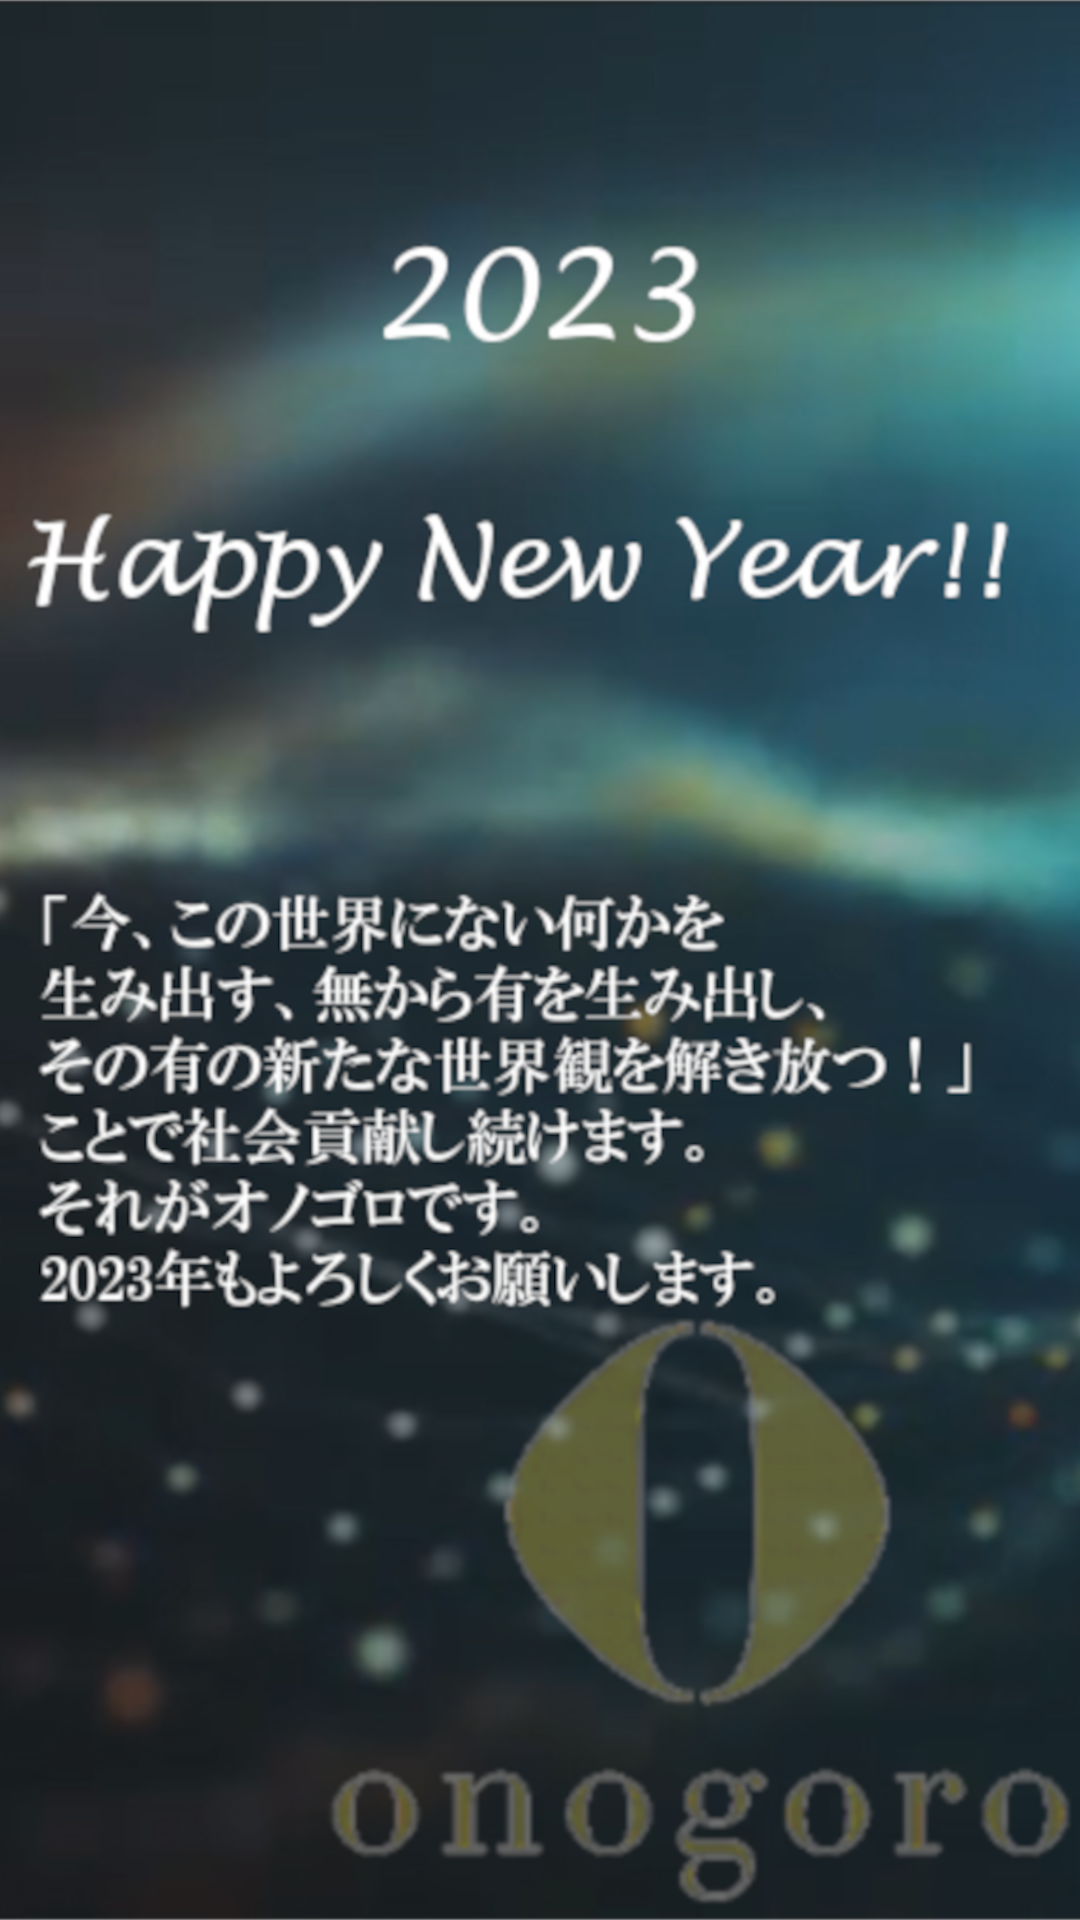 2023
Happy New Year!!
「今、この世界にない何かを
生み出す、無から有を生み出し、
その有の新たな世界観を解き放つ！」
ことで社会貢献し続けます。
それがオノゴロです。
2023年もよろしくお願いします。
onogoro